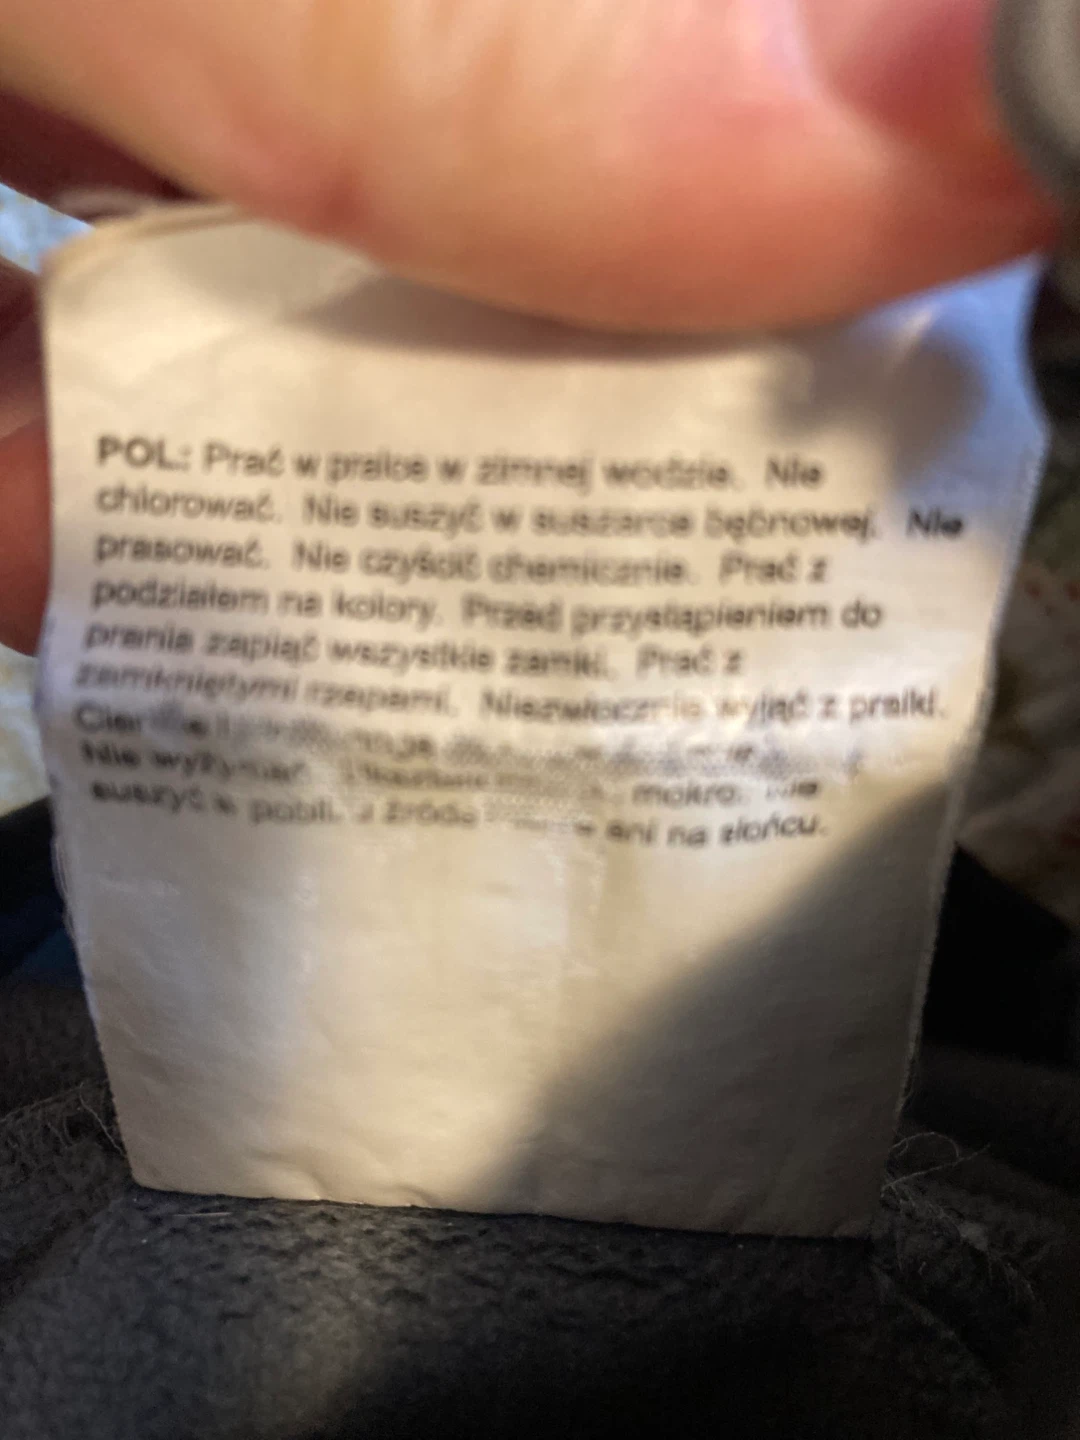 POL: Prać w pralce w zimnej wodzie. Nie
chlorować. Nie suszyć w suszarce bębnowej. Nie
prasować. Nie czyścić chemicznie. Prać z
podziałem na kolory. Przed przystąpieniem do
prania zapiąć wszystkie zamki. Prać z
zamkniętymi rzepami. Niezwłocznie wyjąć z pralki.
Nie wyżymać. mokro. Nie
suszyć w ani na słońcu.